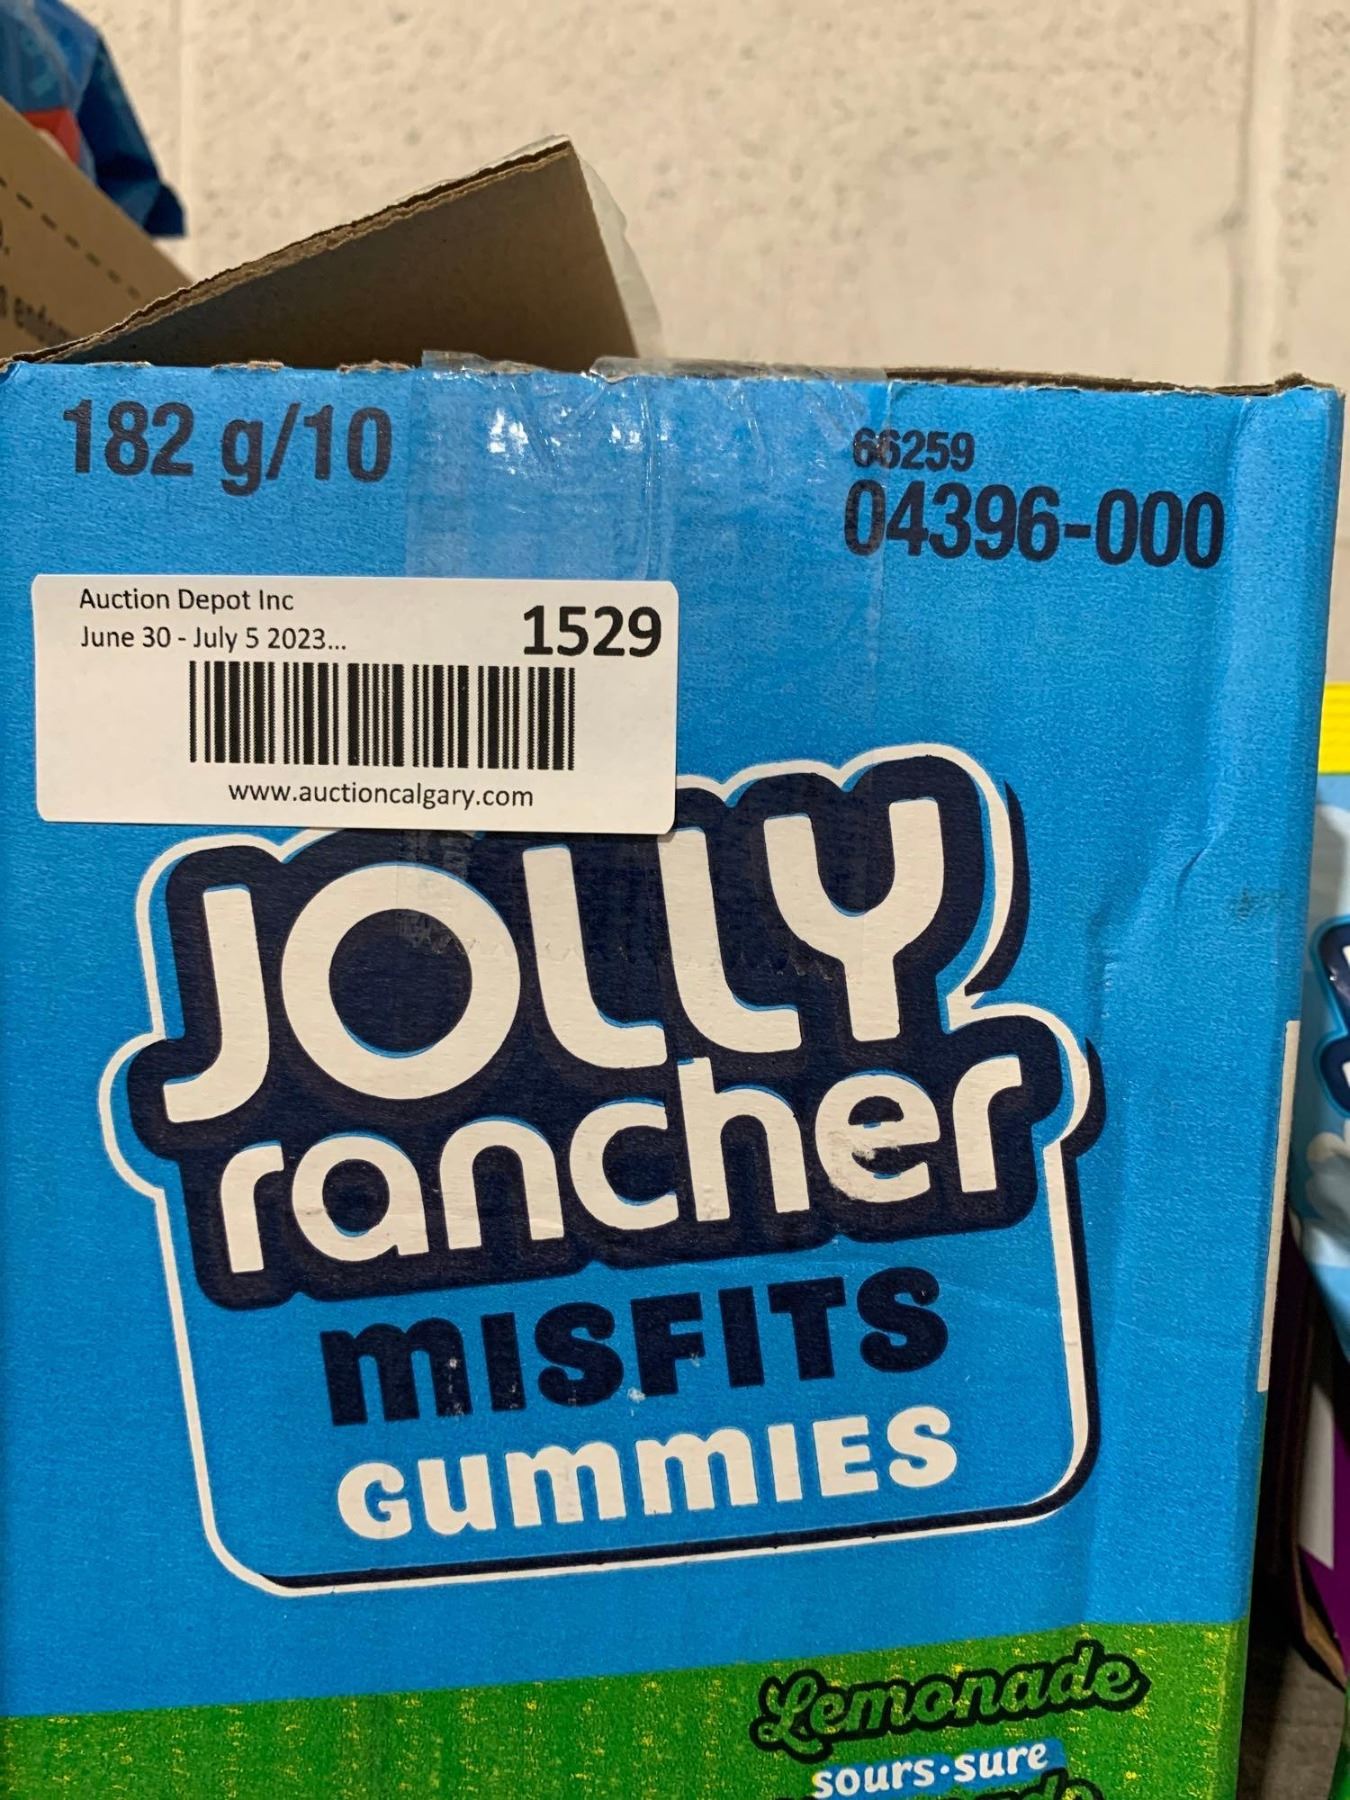 182 g/10
66259
04396-000
Auction Depot Inc
1529
June 30 - July 5 2023...
www.auctioncalgary.com
JOLLY
rancher
MISFITS
GUMMIES
Lemonade
sours·sure